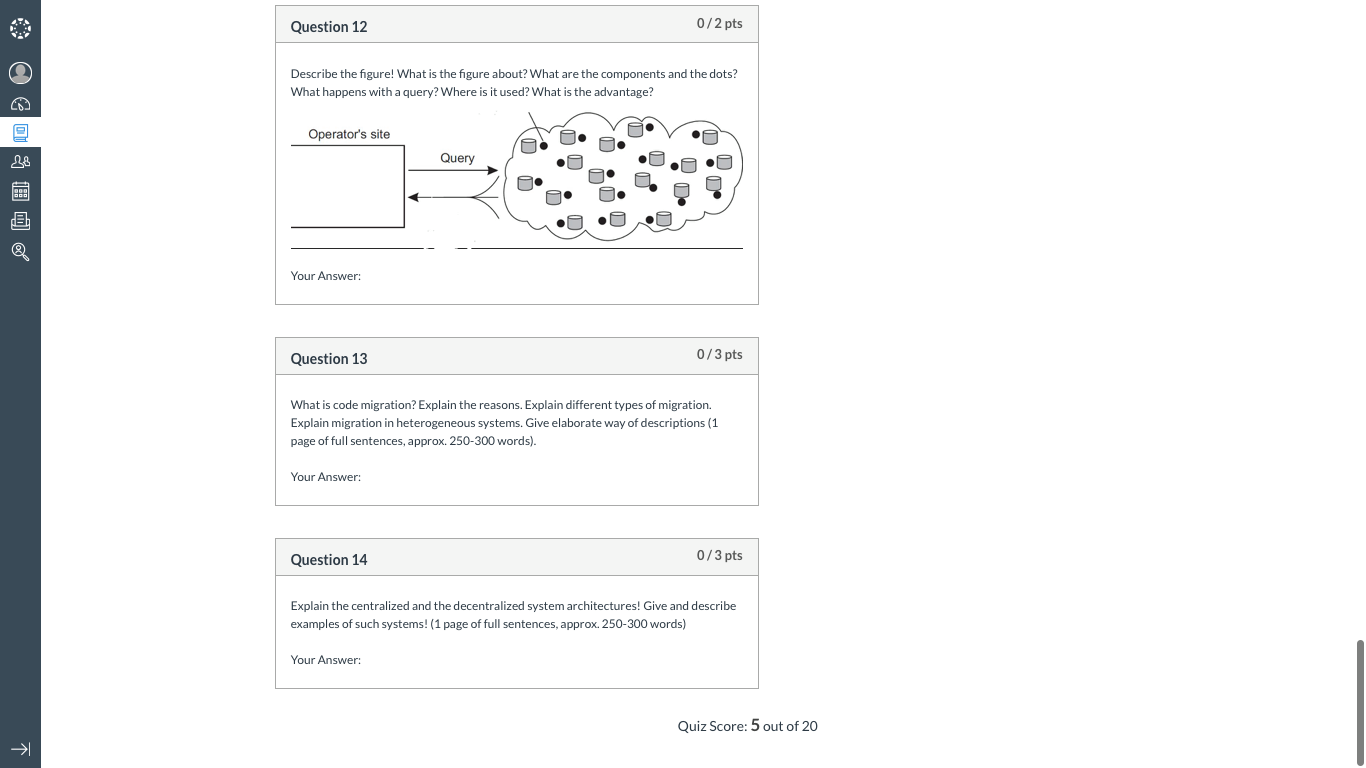 Question 12
0 / 2 pts
Describe the figure! What is the figure about? What are the components and the dots?
What happens with a query? Where is it used? What is the advantage?
Operator's site
Query
Your Answer:
Question 13
0 / 3 pts
What is code migration? Explain the reasons. Explain different types of migration.
Explain migration in heterogeneous systems. Give elaborate way of descriptions (1
page of full sentences, approx. 250-300 words).
Your Answer:
Question 14
0 / 3 pts
Explain the centralized and the decentralized system architectures! Give and describe
examples of such systems! (1 page of full sentences, approx. 250-300 words)
Your Answer:
Quiz Score: 5 out of 20